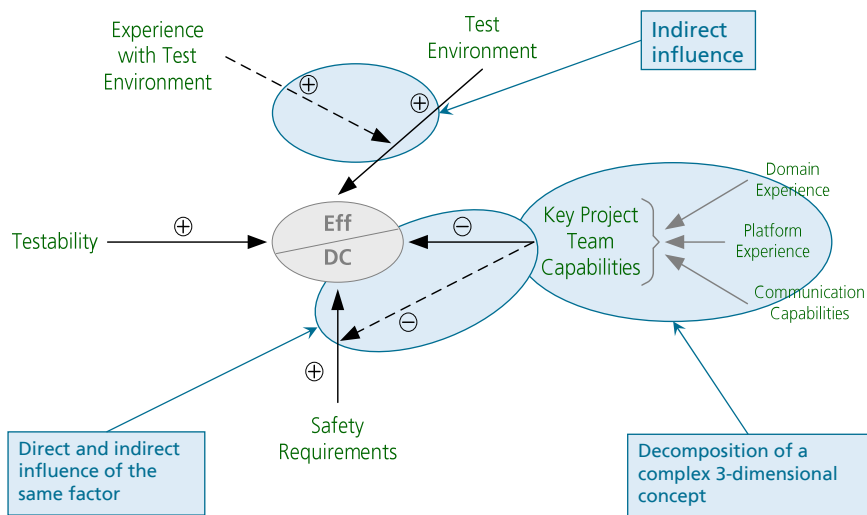 Experience
with Test
Environment
Test
Environment
Indirect
influence
+
+
Domain
Experience
Testability
+
Eff
DC
−
Key Project
Team
Capabilities
Platform
Experience
Communication
Capabilities
−
+
Safety
Requirements
Direct and indirect
influence of the
same factor
Decomposition of a
complex 3-dimensional
concept